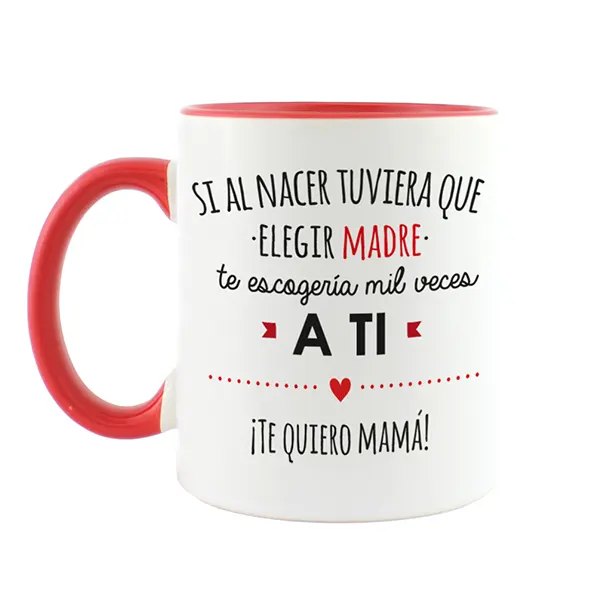 SI AL NACER TUVIERA QUE
·ELEGIR MADRE·
te escogería mil veces
A TI
¡TE QUIERO MAMÁ!